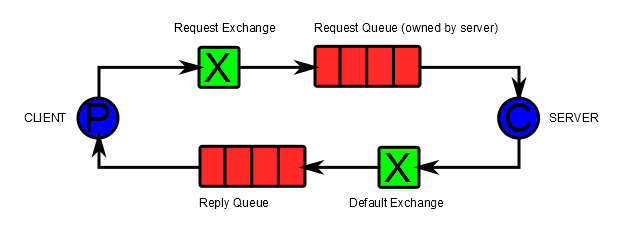 Request Exchange
Request Queue (owned by server)
X
CLIENT
P
C
SERVER
X
Reply Queue
Default Exchange